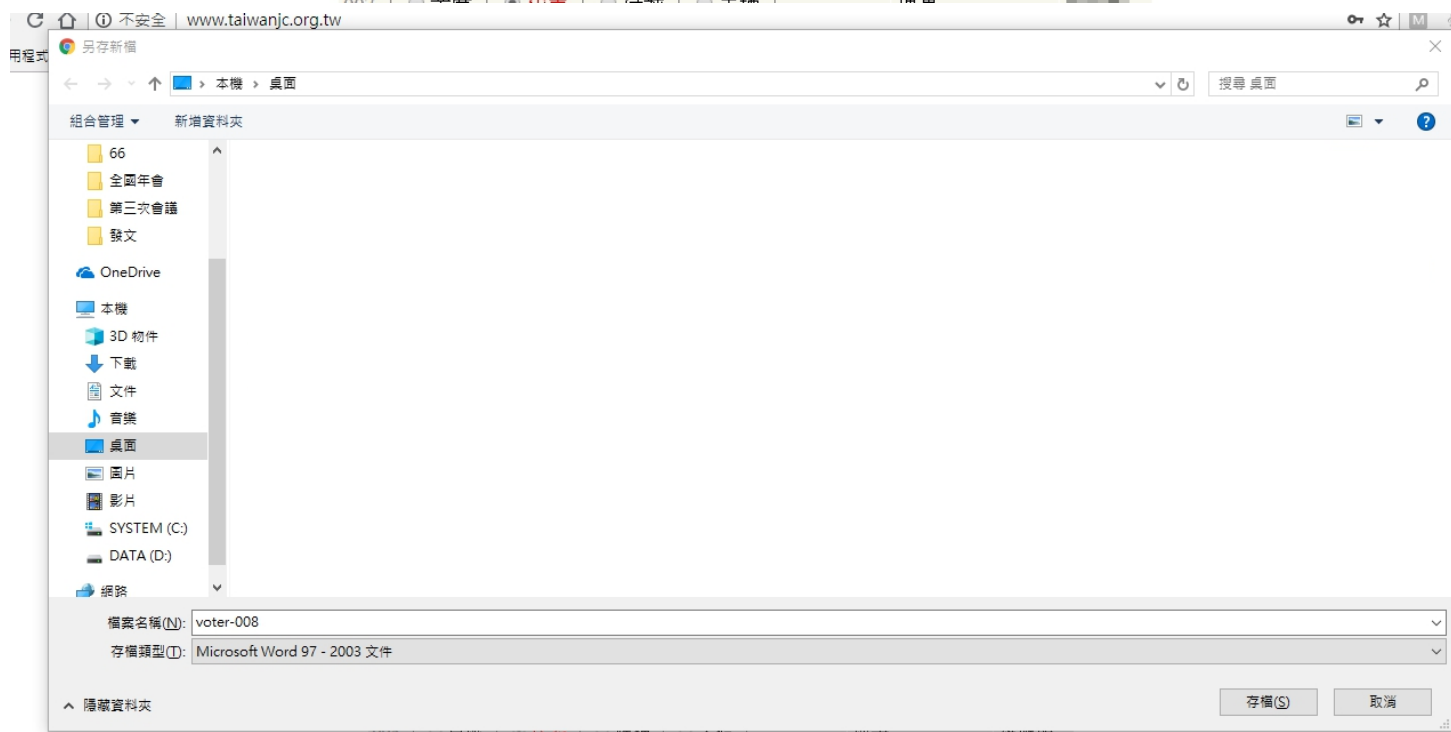 不安全 | www.taiwanjc.org.tw
M
用程式
另存新檔
本機 › 桌面
搜尋 桌面
組合管理 ▼ 新增資料夾
66
全國年會
第三次會議
發文
OneDrive
本機
3D 物件
下載
文件
音樂
桌面
圖片
影片
SYSTEM (C:)
DATA (D:)
網路
檔案名稱(N): voter-008
存檔類型(T): Microsoft Word 97 - 2003 文件
隱藏資料夾
存檔(S) 取消